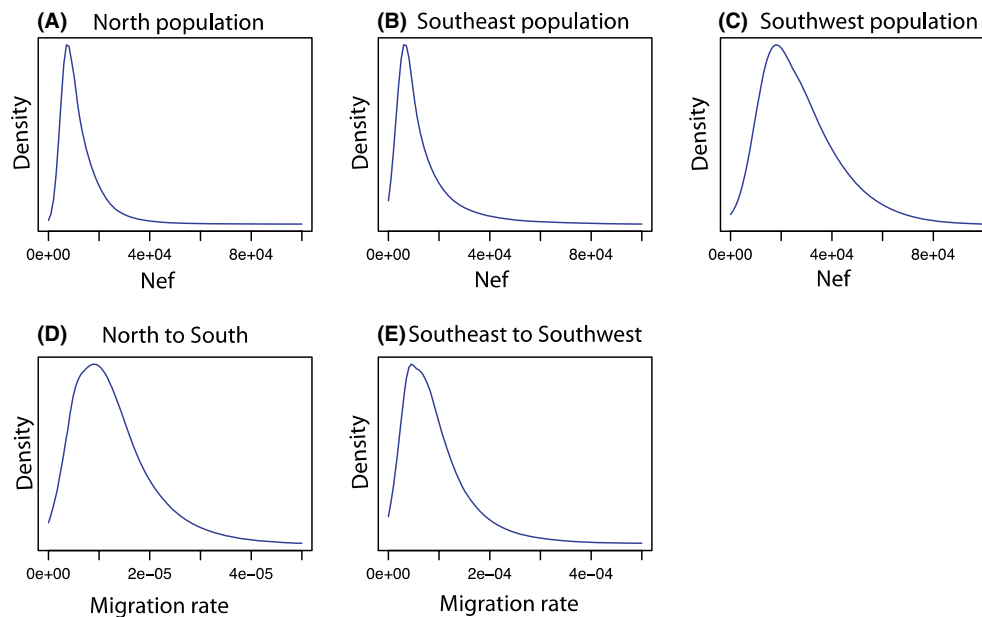 (A) North population
Density
0e+00 4e+04 8e+04
Nef
(B) Southeast population
Density
0e+00 4e+04 8e+04
Nef
(C) Southwest population
Density
0e+00 4e+04 8e+04
Nef
(D) North to South
Density
0e+00 2e-05 4e-05
Migration rate
(E) Southeast to Southwest
Density
0e+00 2e-04 4e-04
Migration rate